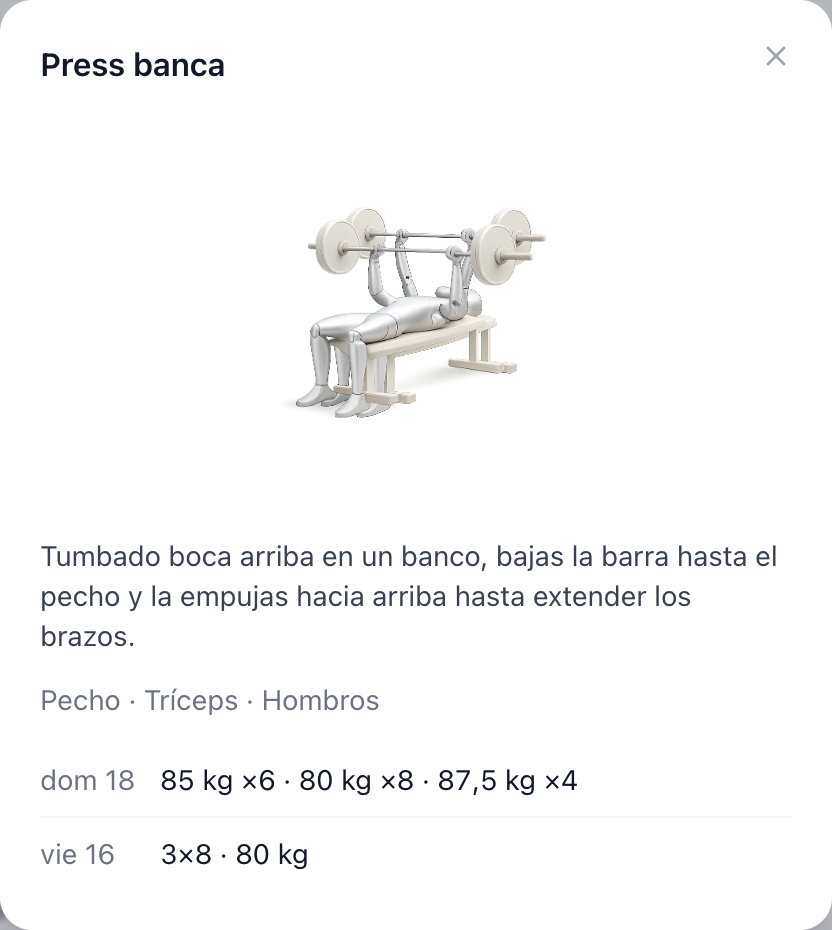 Press banca
Tumbado boca arriba en un banco, bajas la barra hasta el
pecho y la empujas hacia arriba hasta extender los
brazos.
Pecho · Tríceps · Hombros
dom 18 85 kg ×6 · 80 kg ×8 · 87,5 kg ×4
vie 16 3×8 · 80 kg